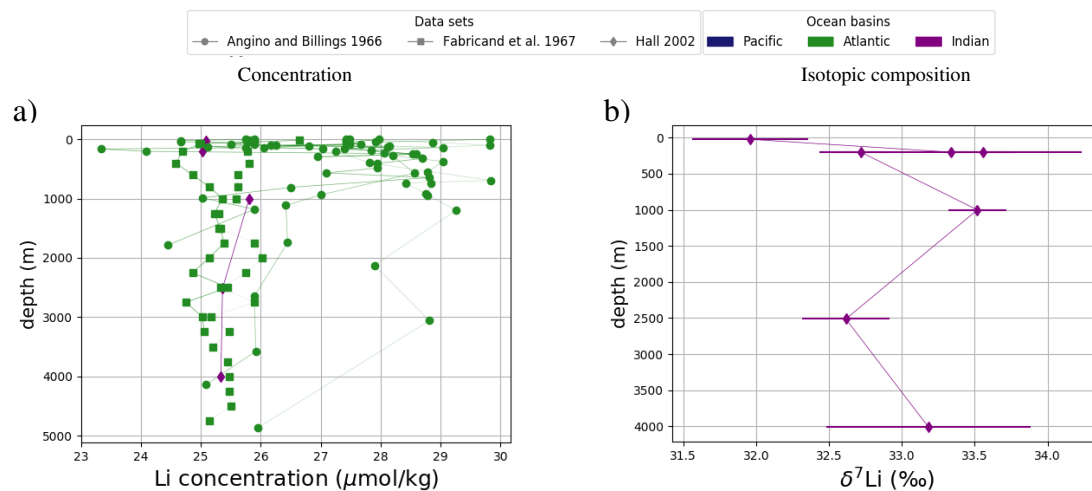 Data sets
Angino and Billings 1966
Fabricand et al. 1967
Hall 2002
Ocean basins
Pacific
Atlantic
Indian
Concentration
Isotopic composition
a)
0
1000
2000
3000
4000
5000
depth (m)
23
24
25
26
27
28
29
30
Li concentration (μmol/kg)
b)
0
500
1000
1500
2000
2500
3000
3500
4000
depth (m)
31.5
32.0
32.5
33.0
33.5
34.0
δ⁷Li (‰)